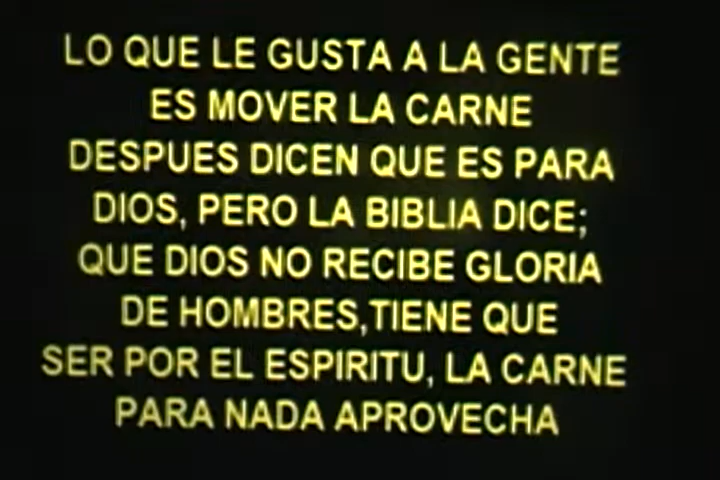 LO QUE LE GUSTA A LA GENTE
ES MOVER LA CARNE
DESPUES DICEN QUE ES PARA
DIOS, PERO LA BIBLIA DICE;
QUE DIOS NO RECIBE GLORIA
DE HOMBRES,TIENE QUE
SER POR EL ESPIRITU, LA CARNE
PARA NADA APROVECHA